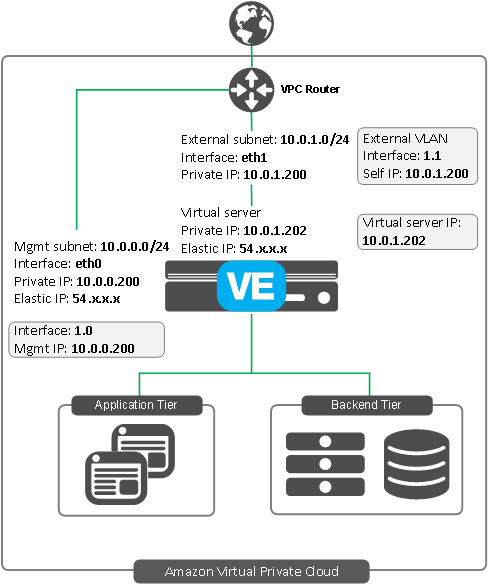 VPC Router
External subnet: 10.0.1.0/24
Interface: eth1
Private IP: 10.0.1.200
External VLAN
Interface: 1.1
Self IP: 10.0.1.200
Virtual server
Private IP: 10.0.1.202
Elastic IP: 54.x.x.x
Virtual server IP:
10.0.1.202
Mgmt subnet: 10.0.0.0/24
Interface: eth0
Private IP: 10.0.0.200
Elastic IP: 54.x.x.x
VE
Interface: 1.0
Mgmt IP: 10.0.0.200
Application Tier
Backend Tier
Amazon Virtual Private Cloud